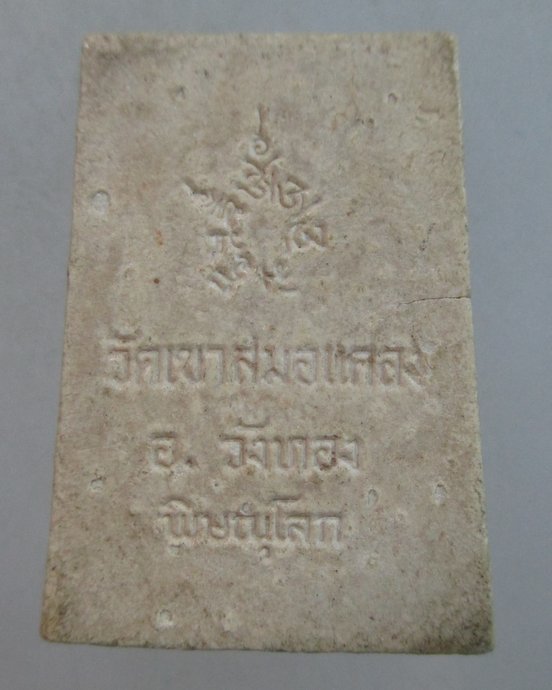 วัดเขาสมอแคลง
อ. วังทอง
พิษณุโลก